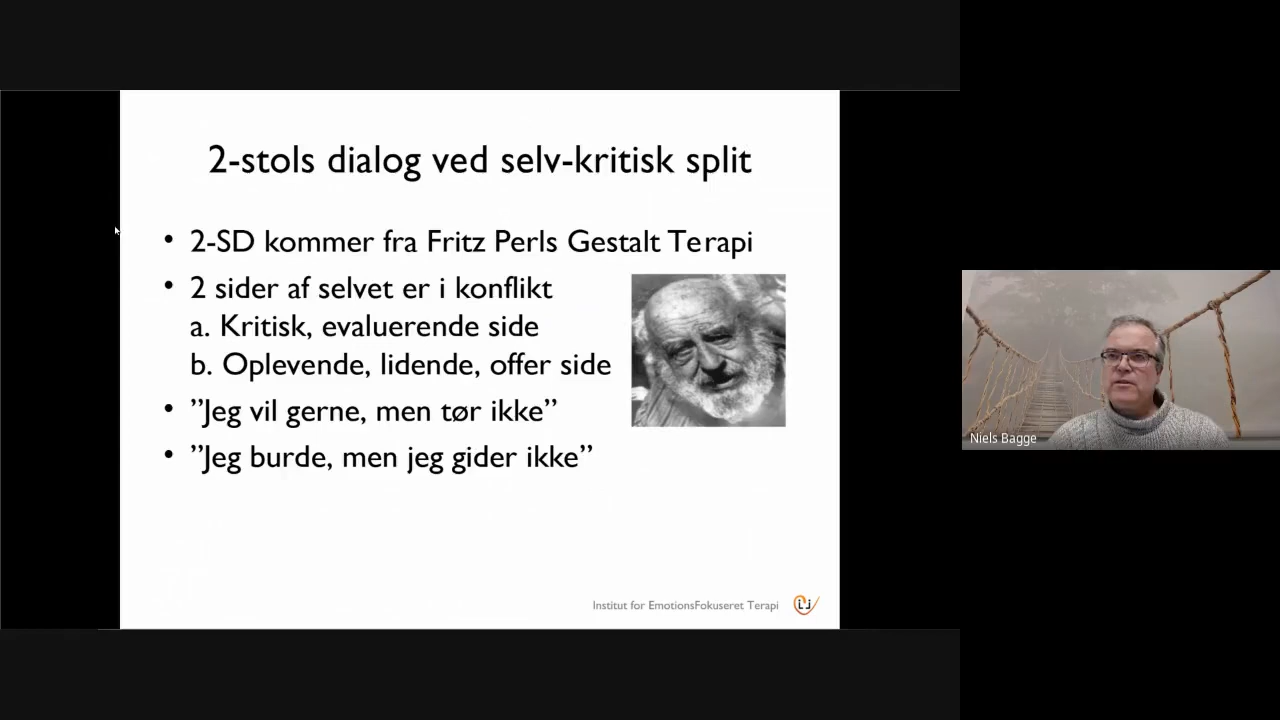 2-stols dialog ved selv-kritisk split
• 2-SD kommer fra Fritz Perls Gestalt Terapi
• 2 sider af selvet er i konflikt
a. Kritisk, evaluerende side
b. Oplevende, lidende, offer side
• ”Jeg vil gerne, men tør ikke”
• ”Jeg burde, men jeg gider ikke”
Institut for EmotionsFokuseret Terapi
Niels Bagge